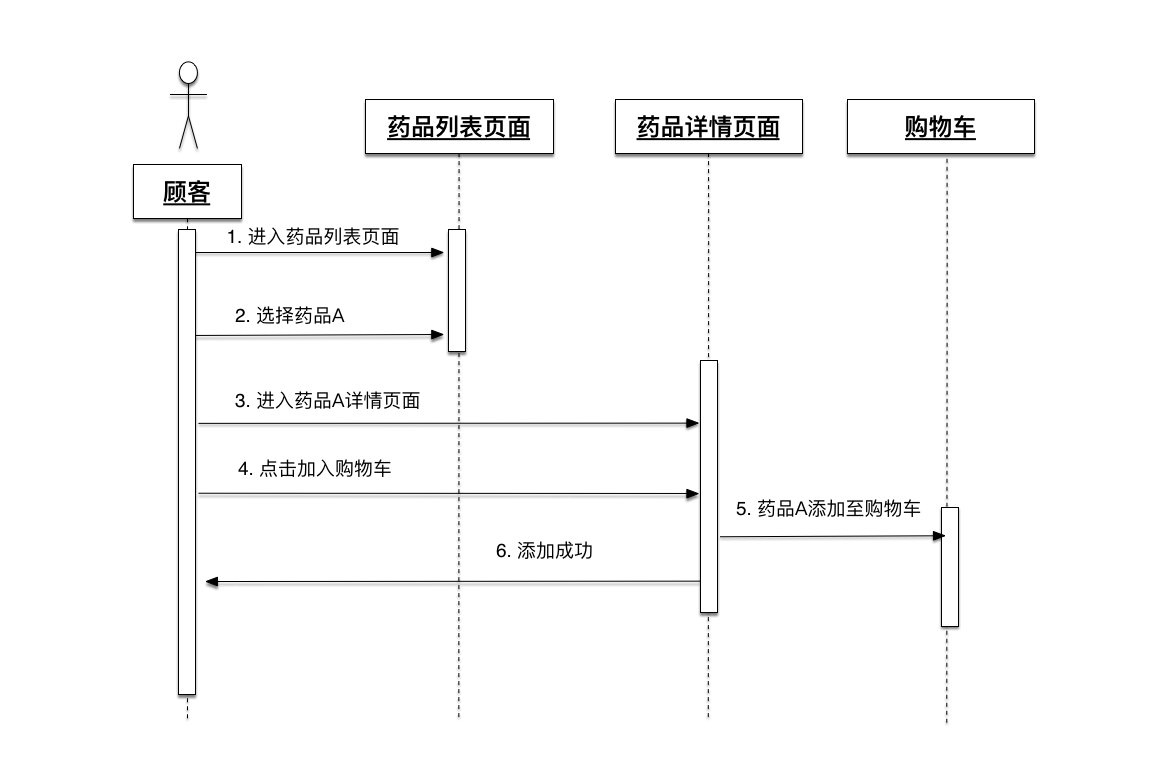 药品列表页面
药品详情页面
购物车
顾客
1. 进入药品列表页面
2. 选择药品A
3. 进入药品A详情页面
4. 点击加入购物车
5. 药品A添加至购物车
6. 添加成功